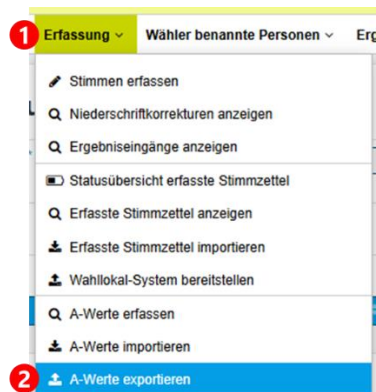 1 Erfassung Wähler benannte Personen Erg
Stimmen erfassen
Niederschriftkorrekturen anzeigen
Ergebniseingänge anzeigen
Statusübersicht erfasste Stimmzettel
Erfasste Stimmzettel anzeigen
Erfasste Stimmzettel importieren
Wahllokal-System bereitstellen
A-Werte erfassen
A-Werte importieren
2 A-Werte exportieren